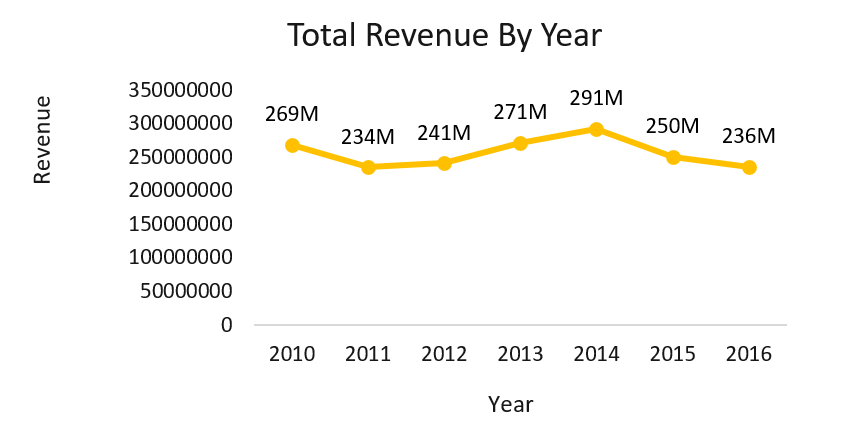 Total Revenue By Year
Revenue
350000000
300000000
250000000
200000000
150000000
100000000
50000000
0
269M
234M
241M
271M
291M
250M
236M
2010 2011 2012 2013 2014 2015 2016
Year